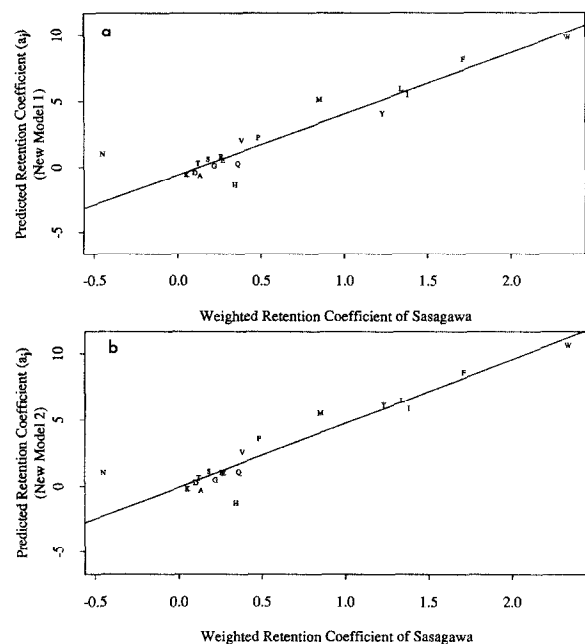 a
Predicted Retention Coefficient (aj)
(New Model 1)
10
5
0
-5
N
K
D
T
A
S
G
H
Q
V
P
M
Y
L
I
F
W
-0.5 0.0 0.5 1.0 1.5 2.0
Weighted Retention Coefficient of Sasagawa
b
Predicted Retention Coefficient (aj)
(New Model 2)
10
5
0
-5
N
T
A
S
G
H
Q
V
P
M
Y
L
I
F
W
-0.5 0.0 0.5 1.0 1.5 2.0
Weighted Retention Coefficient of Sasagawa